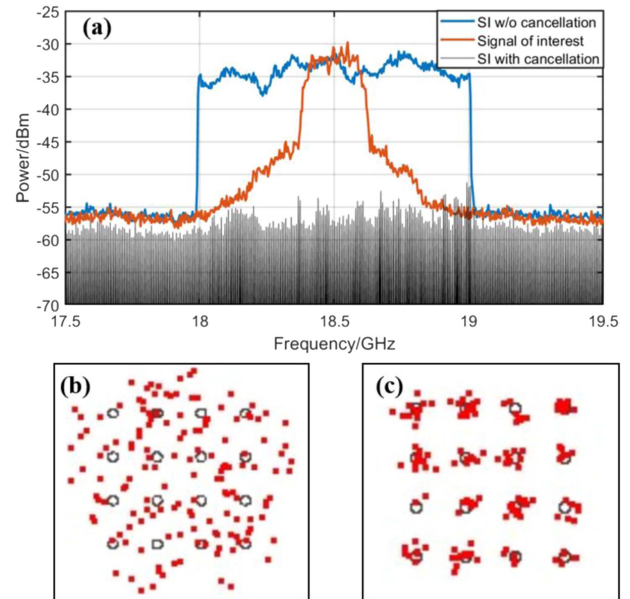 (a)
SI w/o cancellation
Signal of interest
SI with cancellation
Power/dBm
-25
-30
-35
-40
-45
-50
-55
-60
-65
-70
17.5 18 18.5 19 19.5
Frequency/GHz
(b) (c)